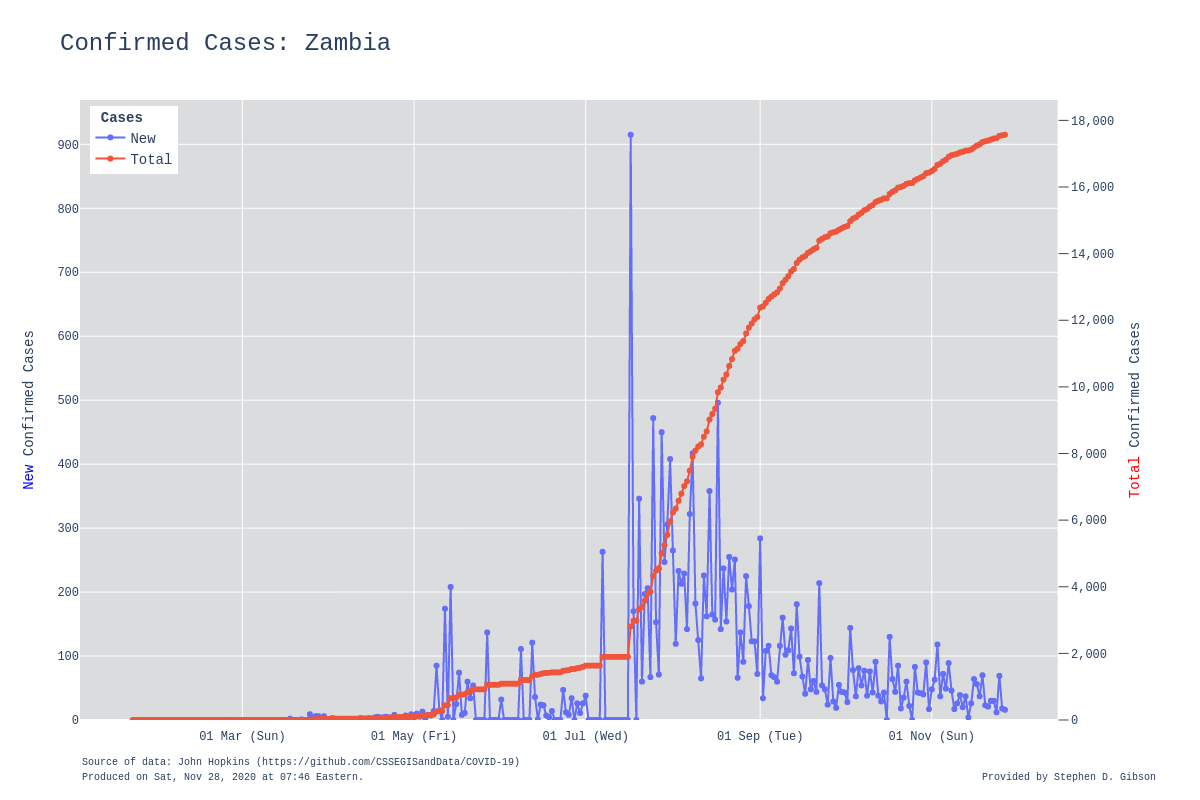 Confirmed Cases: Zambia
Cases
New
Total
900
800
700
600
500
400
300
200
100
0
New Confirmed Cases
18,000
16,000
14,000
12,000
10,000
8,000
6,000
4,000
2,000
0
Total Confirmed Cases
01 Mar (Sun)
01 May (Fri)
01 Jul (Wed)
01 Sep (Tue)
01 Nov (Sun)
Source of data: John Hopkins (https://github.com/CSSEGISandData/COVID-19)
Produced on Sat, Nov 28, 2020 at 07:46 Eastern.
Provided by Stephen D. Gibson